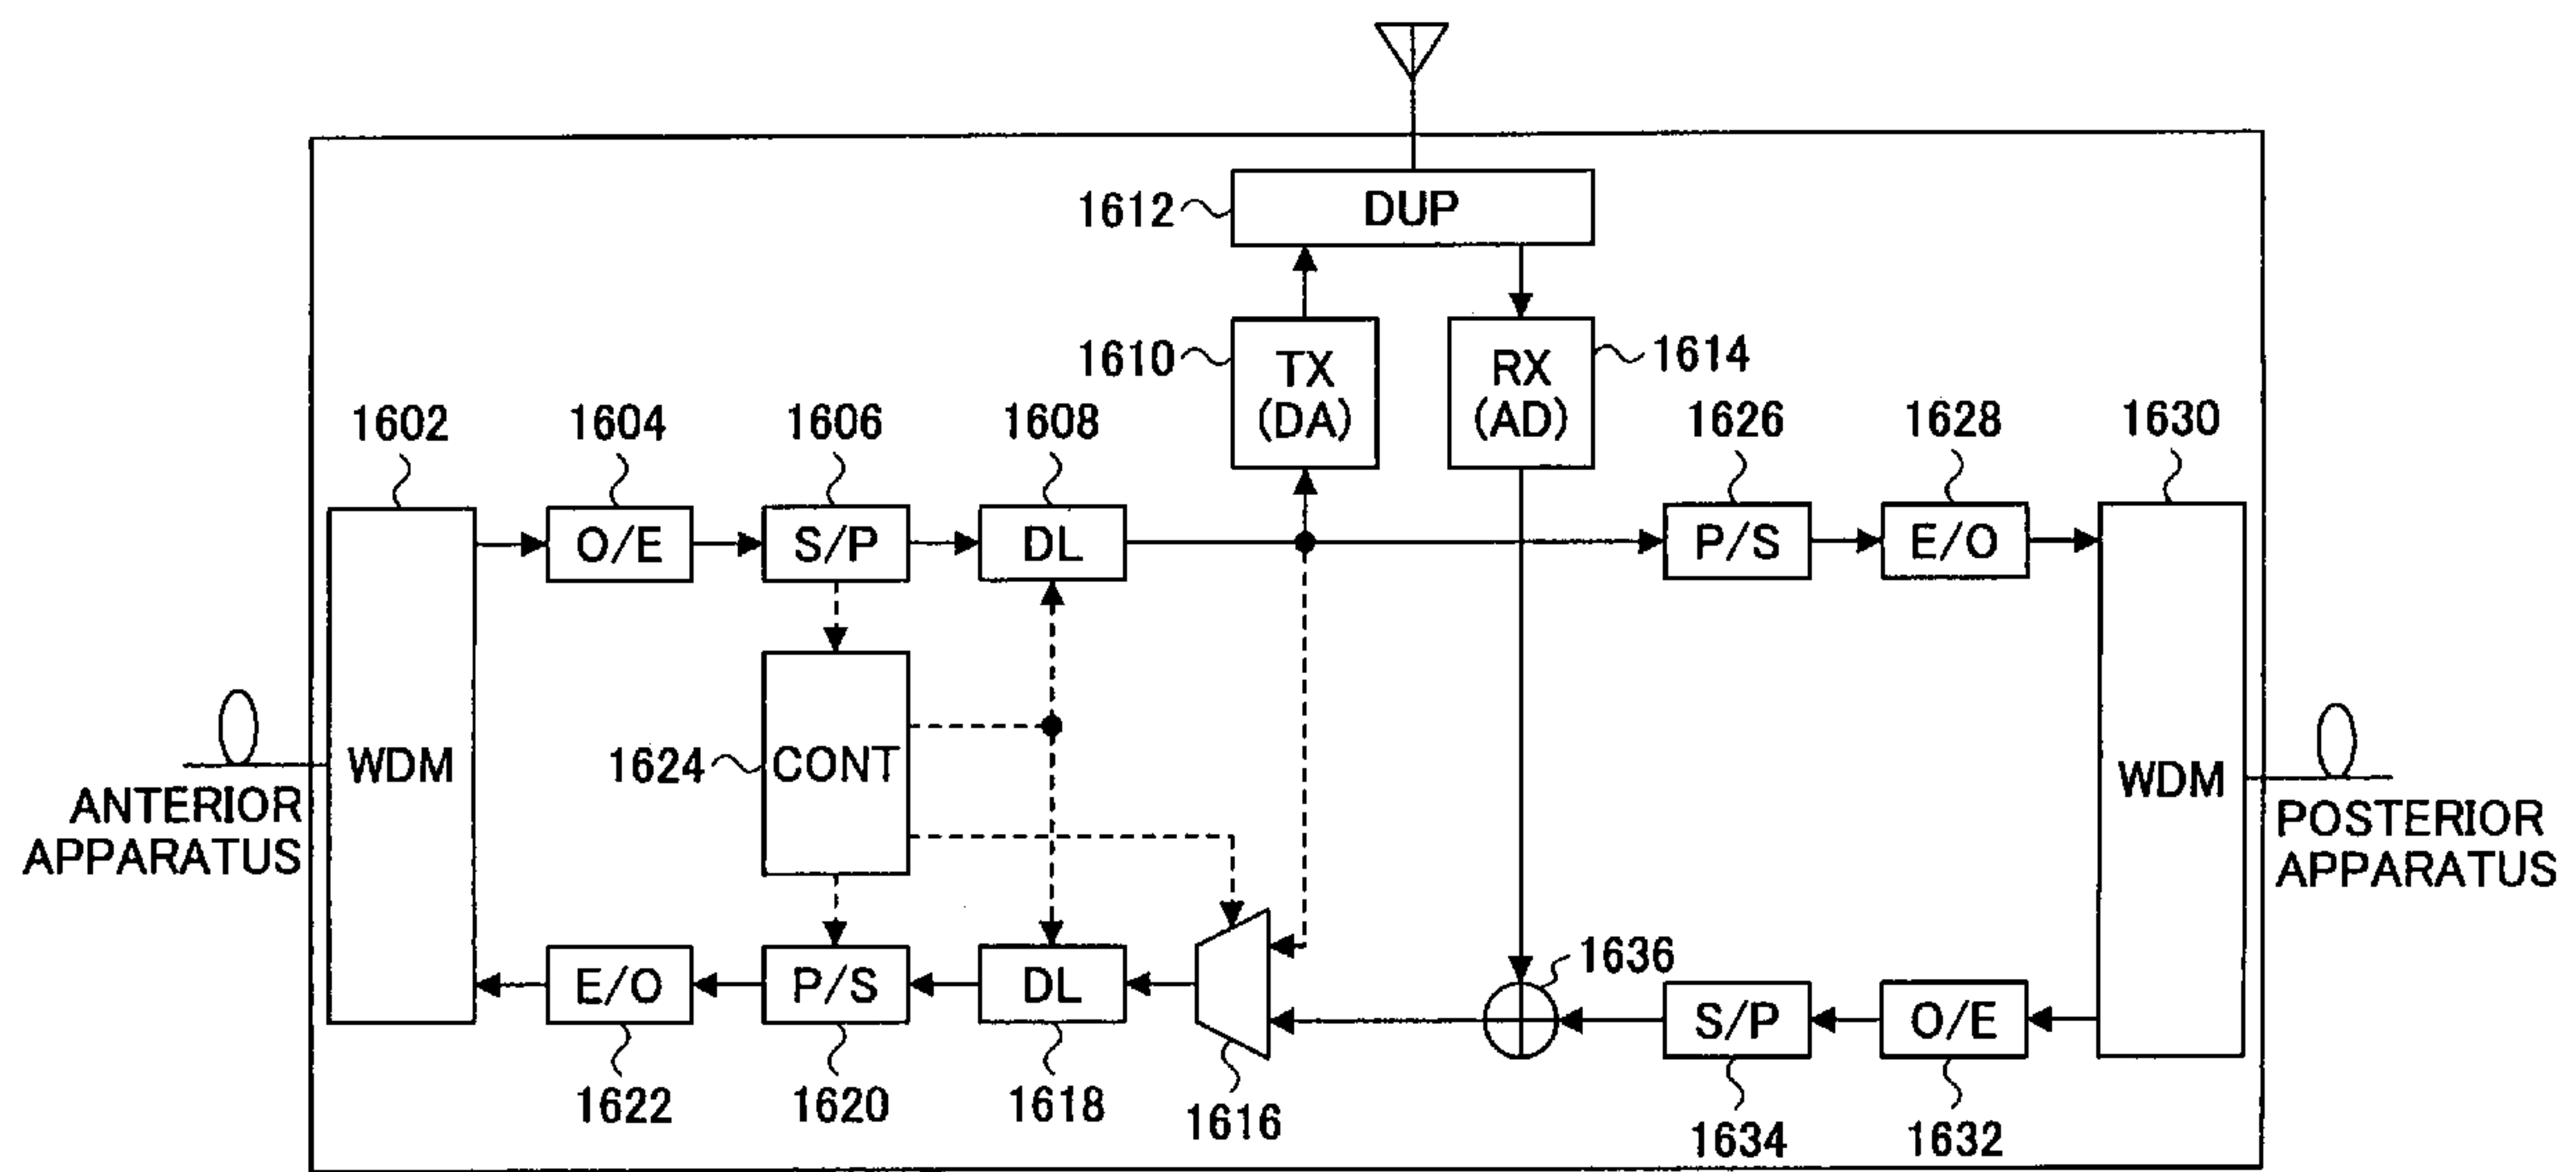 1612
DUP
1610
TX
(DA)
RX
(AD)
1614
1602
1604
1606
1608
1626
1628
1630
O/E
S/P
DL
P/S
E/O
WDM
1624
CONT
WDM
ANTERIOR
APPARATUS
POSTERIOR
APPARATUS
1636
E/O
P/S
DL
S/P
O/E
1622
1620
1618
1616
1634
1632